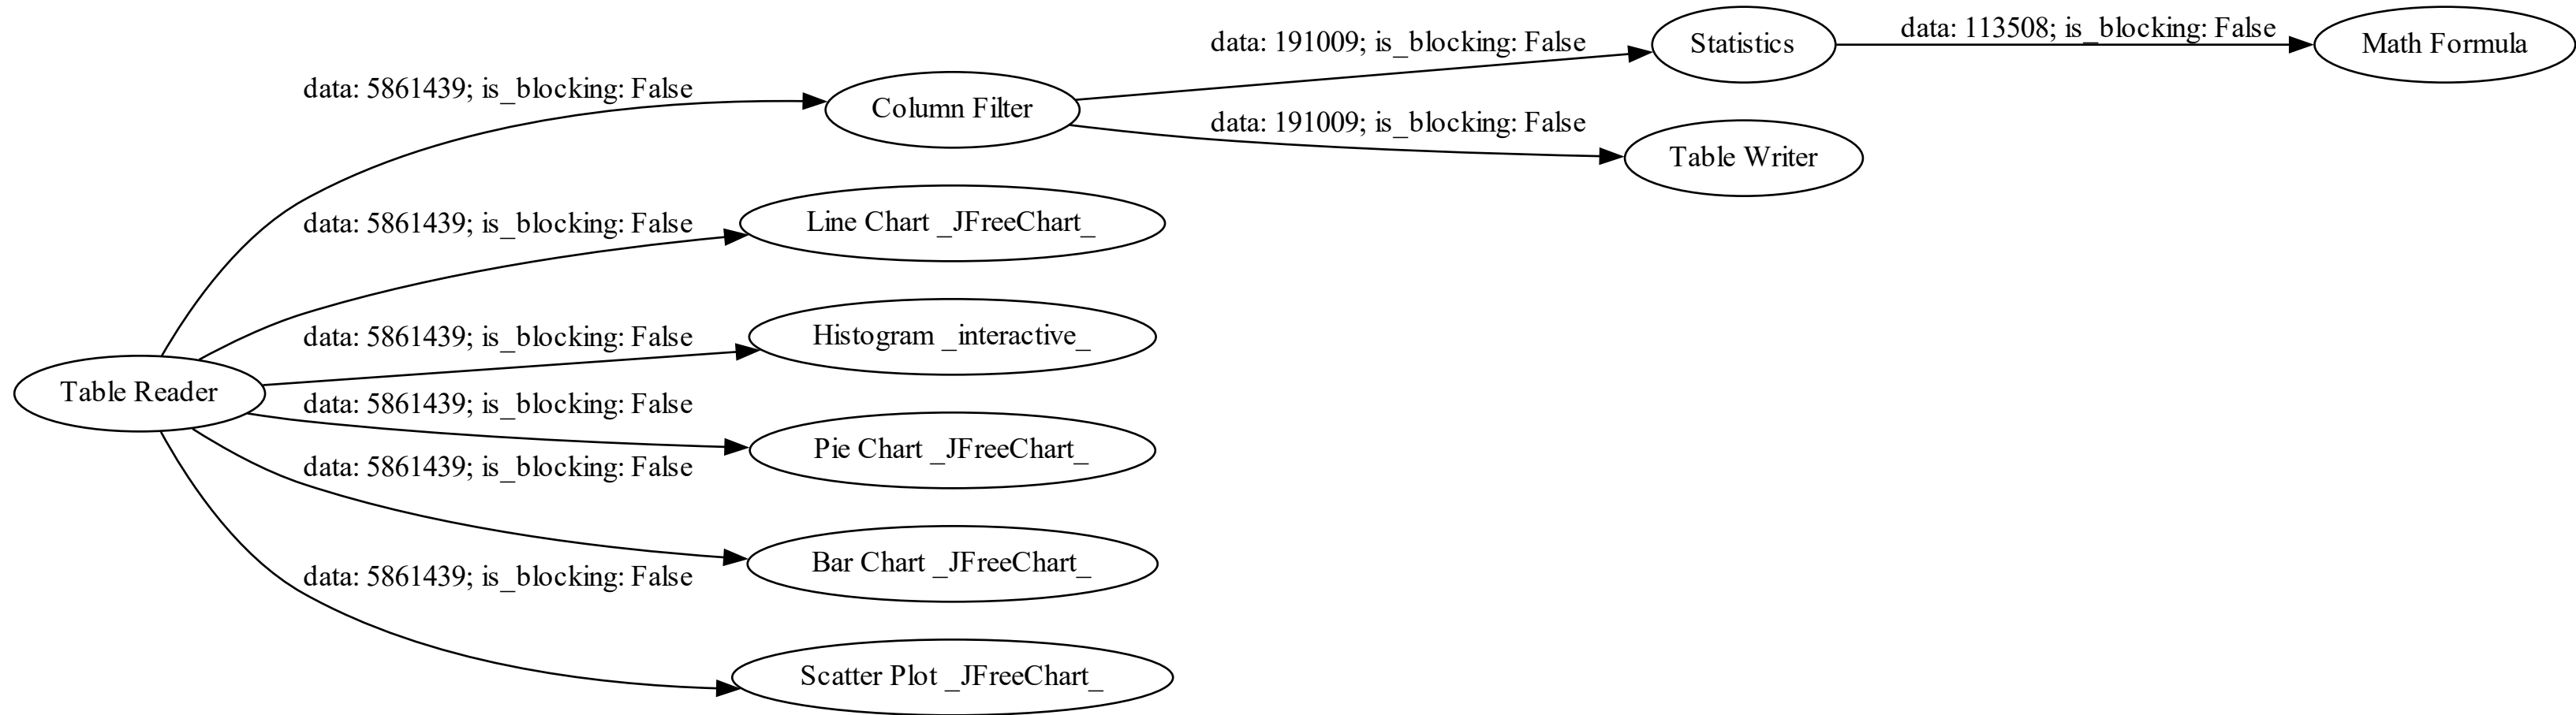 data: 113508; is_blocking: False
data: 191009; is_blocking: False
Statistics
Math Formula
data: 5861439; is_blocking: False
Column Filter
data: 191009; is_blocking: False
Table Writer
data: 5861439; is_blocking: False
Line Chart _JFreeChart_
data: 5861439; is_blocking: False
Histogram _interactive_
Table Reader
data: 5861439; is_blocking: False
Pie Chart _JFreeChart_
data: 5861439; is_blocking: False
Bar Chart _JFreeChart_
data: 5861439; is_blocking: False
Scatter Plot _JFreeChart_